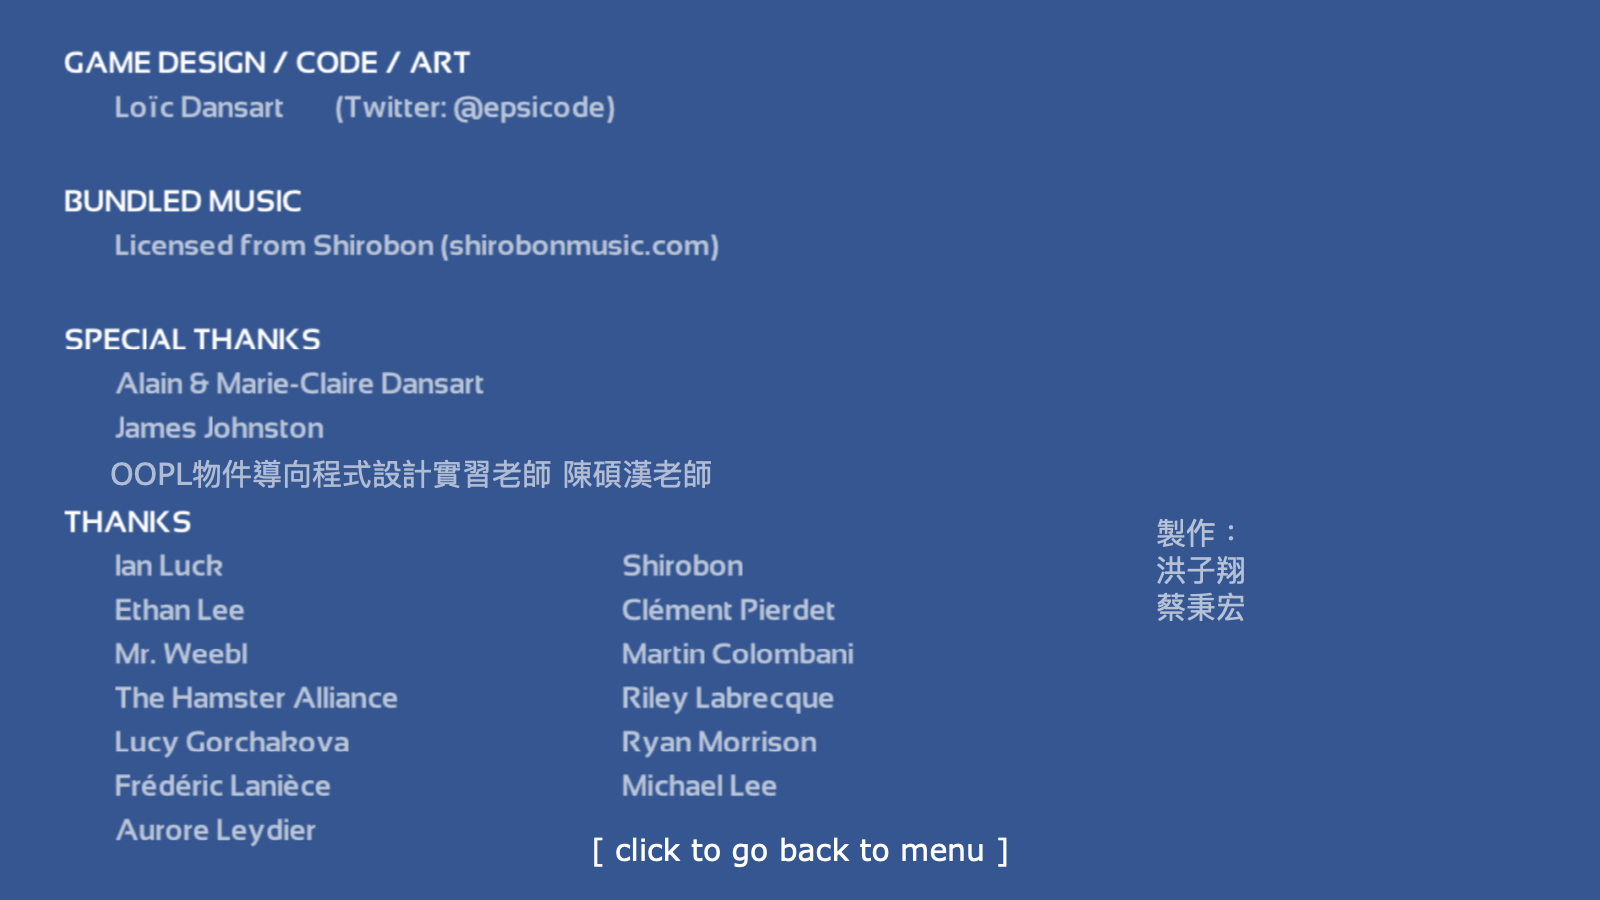 GAME DESIGN / CODE / ART
Loïc Dansart (Twitter: @epsicode)
BUNDLED MUSIC
Licensed from Shirobon (shirobonmusic.com)
SPECIAL THANKS
Alain & Marie-Claire Dansart
James Johnston
OOPL物件導向程式設計實習老師 陳碩漢老師
THANKS
Ian Luck
Ethan Lee
Mr. Weebl
The Hamster Alliance
Lucy Gorchakova
Frédéric Lanièce
Aurore Leydier
Shirobon
Clément Pierdet
Martin Colombani
Riley Labrecque
Ryan Morrison
Michael Lee
製作：
洪子翔
蔡秉宏
[ click to go back to menu ]